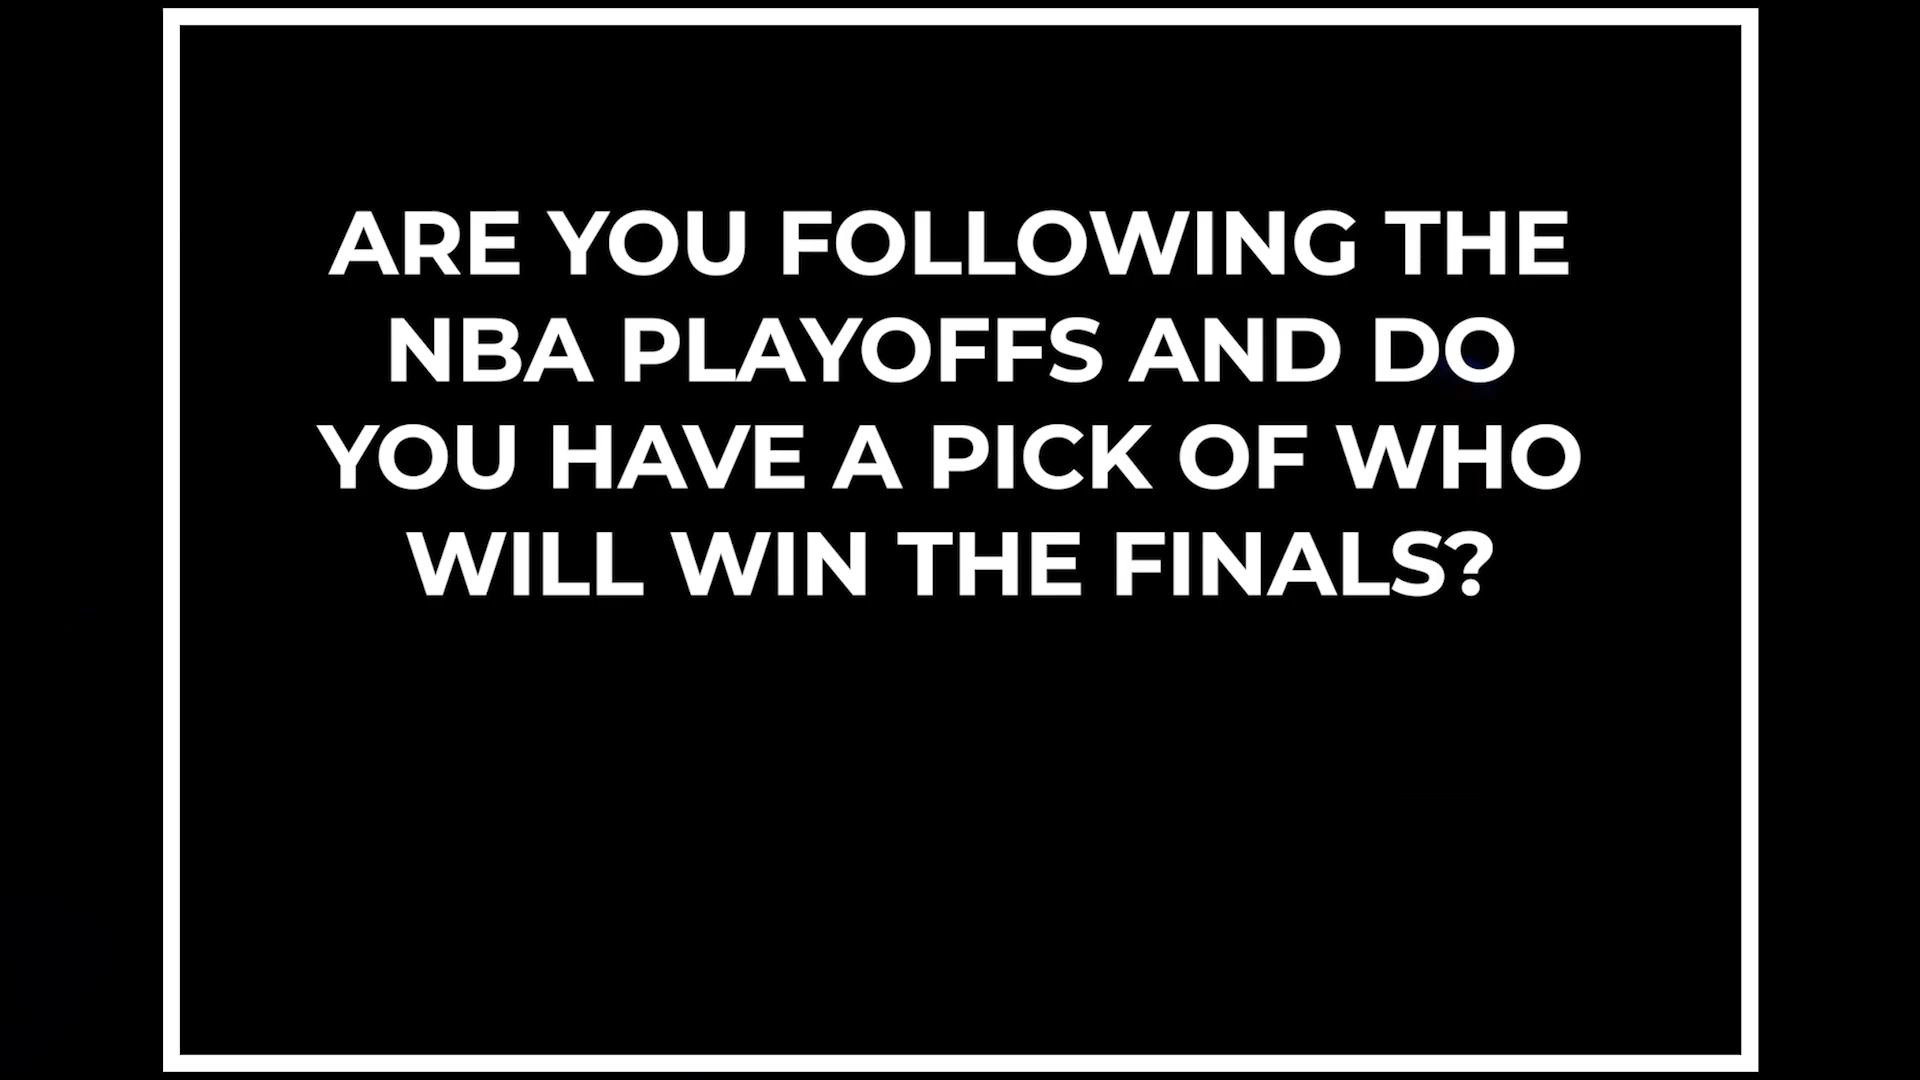 ARE YOU FOLLOWING THE
NBA PLAYOFFS AND DO
YOU HAVE A PICK OF WHO
WILL WIN THE FINALS?